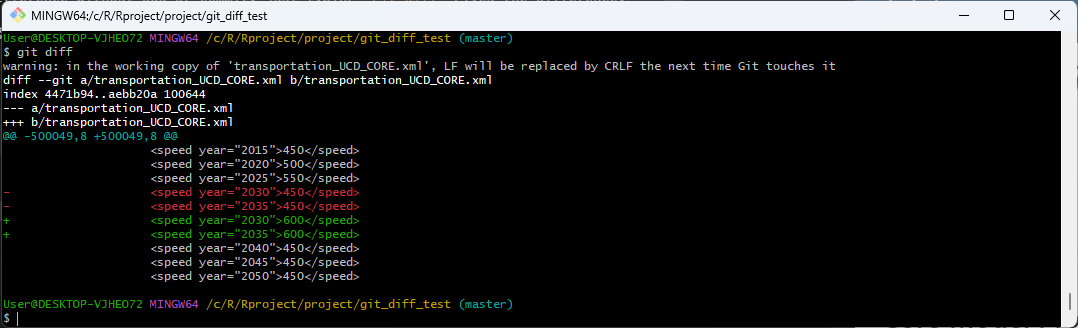 MINGW64:/c/R/Rproject/project/git_diff_test
User@DESKTOP-VJHEO72 MINGW64 /c/R/Rproject/project/git_diff_test (master)
$ git diff
warning: in the working copy of 'transportation_UCD_CORE.xml', LF will be replaced by CRLF the next time Git touches it
diff --git a/transportation_UCD_CORE.xml b/transportation_UCD_CORE.xml
index 4471b94..aebb20a 100644
--- a/transportation_UCD_CORE.xml
+++ b/transportation_UCD_CORE.xml
@@ -500049,8 +500049,8 @@
                     <speed year="2015">450</speed>
                     <speed year="2020">500</speed>
                     <speed year="2025">550</speed>
-                    <speed year="2030">450</speed>
-                    <speed year="2035">450</speed>
+                    <speed year="2030">600</speed>
+                    <speed year="2035">600</speed>
                     <speed year="2040">450</speed>
                     <speed year="2045">450</speed>
                     <speed year="2050">450</speed>
User@DESKTOP-VJHEO72 MINGW64 /c/R/Rproject/project/git_diff_test (master)
$